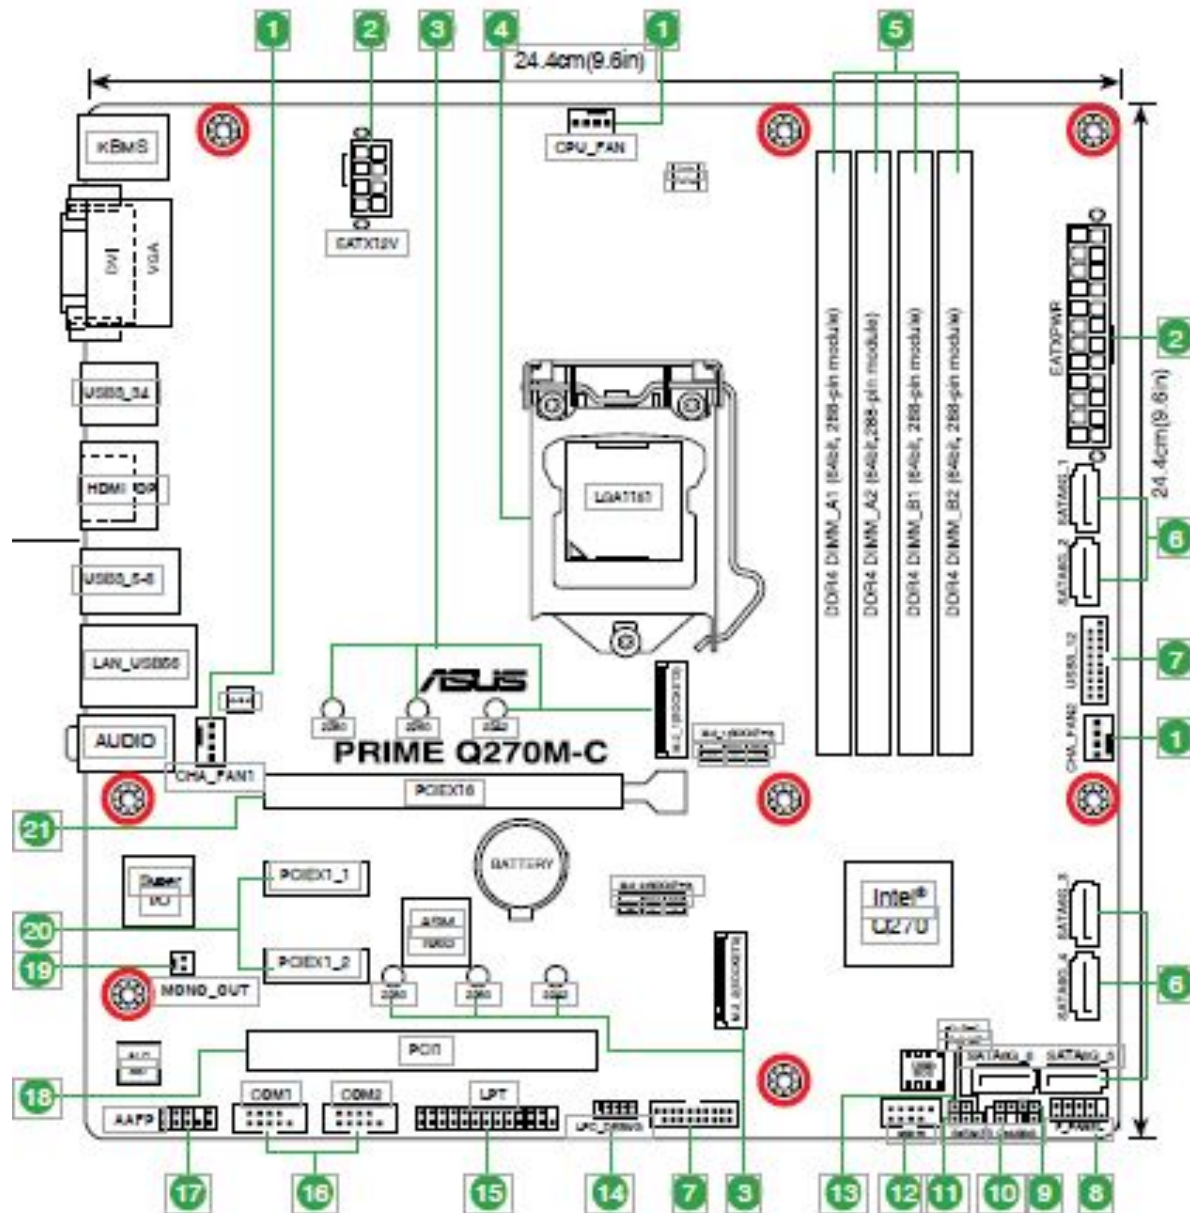 1
2
3
4
1
5
24.4cm(9.6in)
KBMS
CPU_FAN
DVI
VGA
EATX12V
EATXPWR
2
24.4cm(9.6in)
USB3_34
DDR4 DIMM_A1 (64bit, 288-pin module)
DDR4 DIMM_A2 (64bit,288-pin module)
DDR4 DIMM_B1 (64bit, 288-pin module)
DDR4 DIMM_B2 (64bit, 288-pin module)
HDMI_DP
LGA1151
SATA6G_1
SATA6G_2
6
USB3_5-6
LAN_USB56
USB3_12
7
ASUS
2280
2260
2242
AUDIO
CHA_FAN1
PRIME Q270M-C
CHA_FAN2
1
PCIEX16
21
BATTERY
Super
I/O
PCIEX1_1
Intel®
Q270
SATA6G_3
20
ASM
PCIEX1_2
19
MONO_OUT
2280
2260
2242
SATA6G_4
6
PCI1
18
SATA6G_6
SATA6G_5
AAFP
COM1
COM2
LPT
LPC_DEBUG
F_PANEL
17
16
15
14
7
3
13
12
11
10
9
8